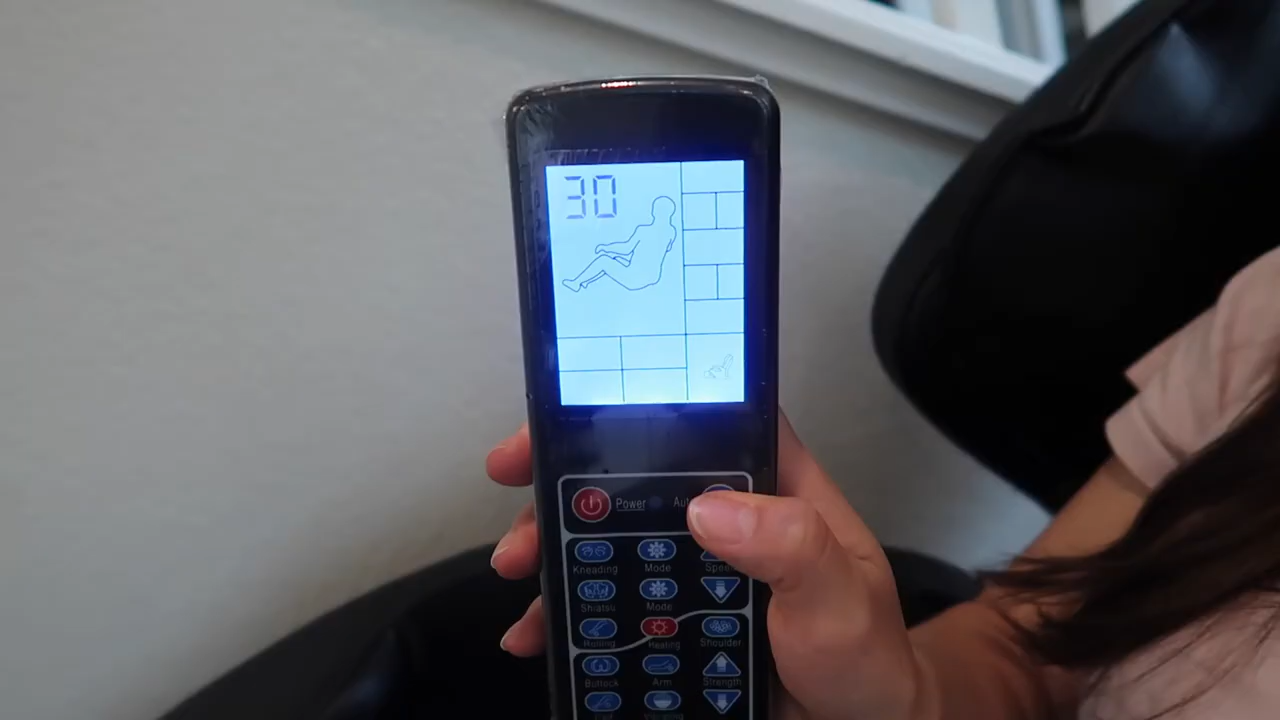 30
Power
Kneading Mode
Shiatsu Mode
Rolling Heating Shoulder
Buttock Arm Strength